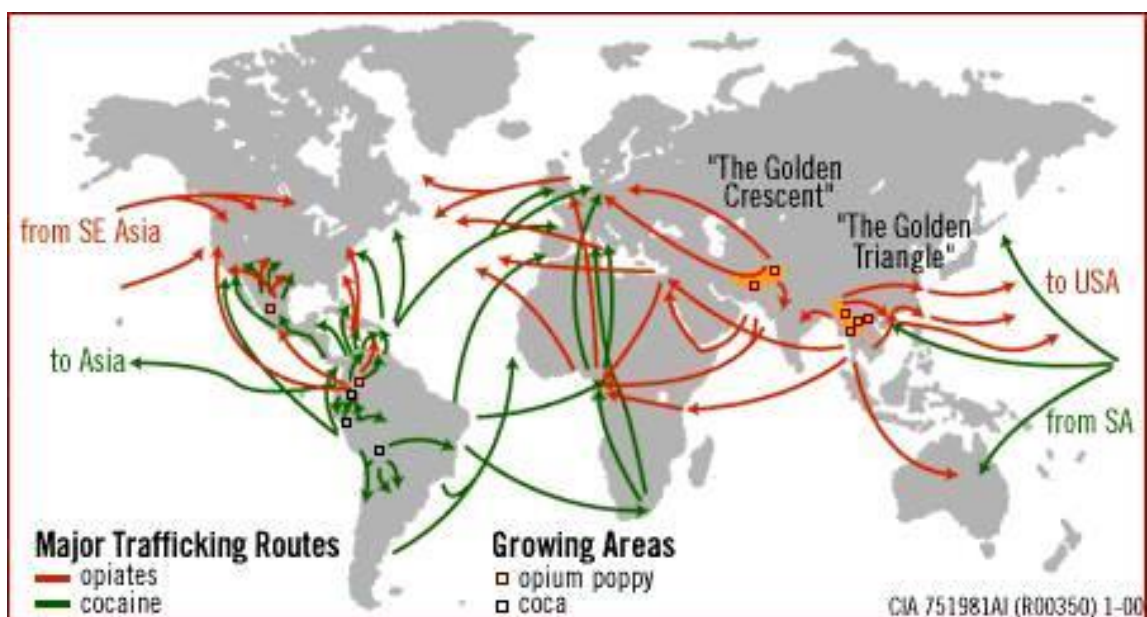 "The Golden
Crescent"
"The Golden
Triangle"
from SE Asia
to USA
to Asia
from SA
Major Trafficking Routes
opiates
cocaine
Growing Areas
opium poppy
coca
CIA 751981AI (R00350) 1-00